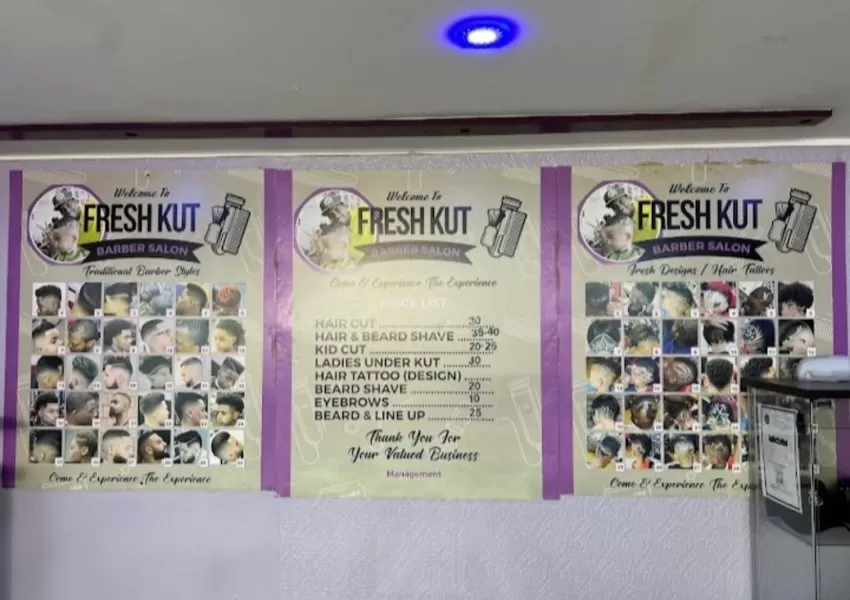 Welcome To
FRESH KUT
BARBER SALON
Traditional Barber Styles
Come & Experience The Experience
Welcome To
FRESH KUT
BARBER SALON
Come & Experience The Experience
PRICE LIST
HAIR CUT 30
HAIR & BEARD SHAVE 35-40
KID CUT 20-25
LADIES UNDER KUT 30
HAIR TATTOO (DESIGN)
BEARD SHAVE 20
EYEBROWS 10
BEARD & LINE UP 25
Thank You For
Your Valued Business
Management
Welcome To
FRESH KUT
BARBER SALON
Fresh Designs / Hair Tattoos
Come & Experience The